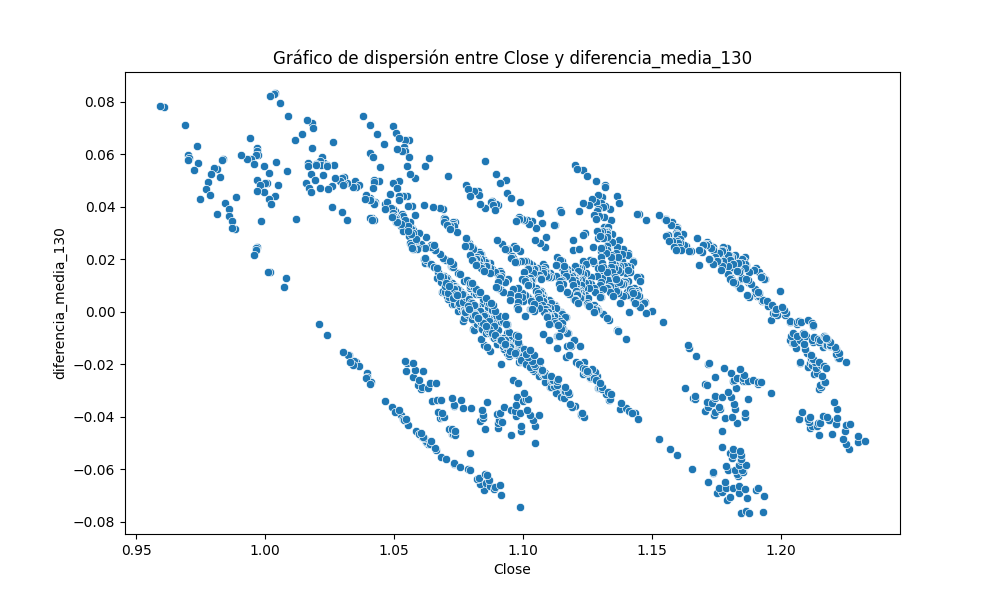 Gráfico de dispersión entre Close y diferencia_media_130
diferencia_media_130
0.08
0.06
0.04
0.02
0.00
−0.02
−0.04
−0.06
−0.08
0.95 1.00 1.05 1.10 1.15 1.20
Close